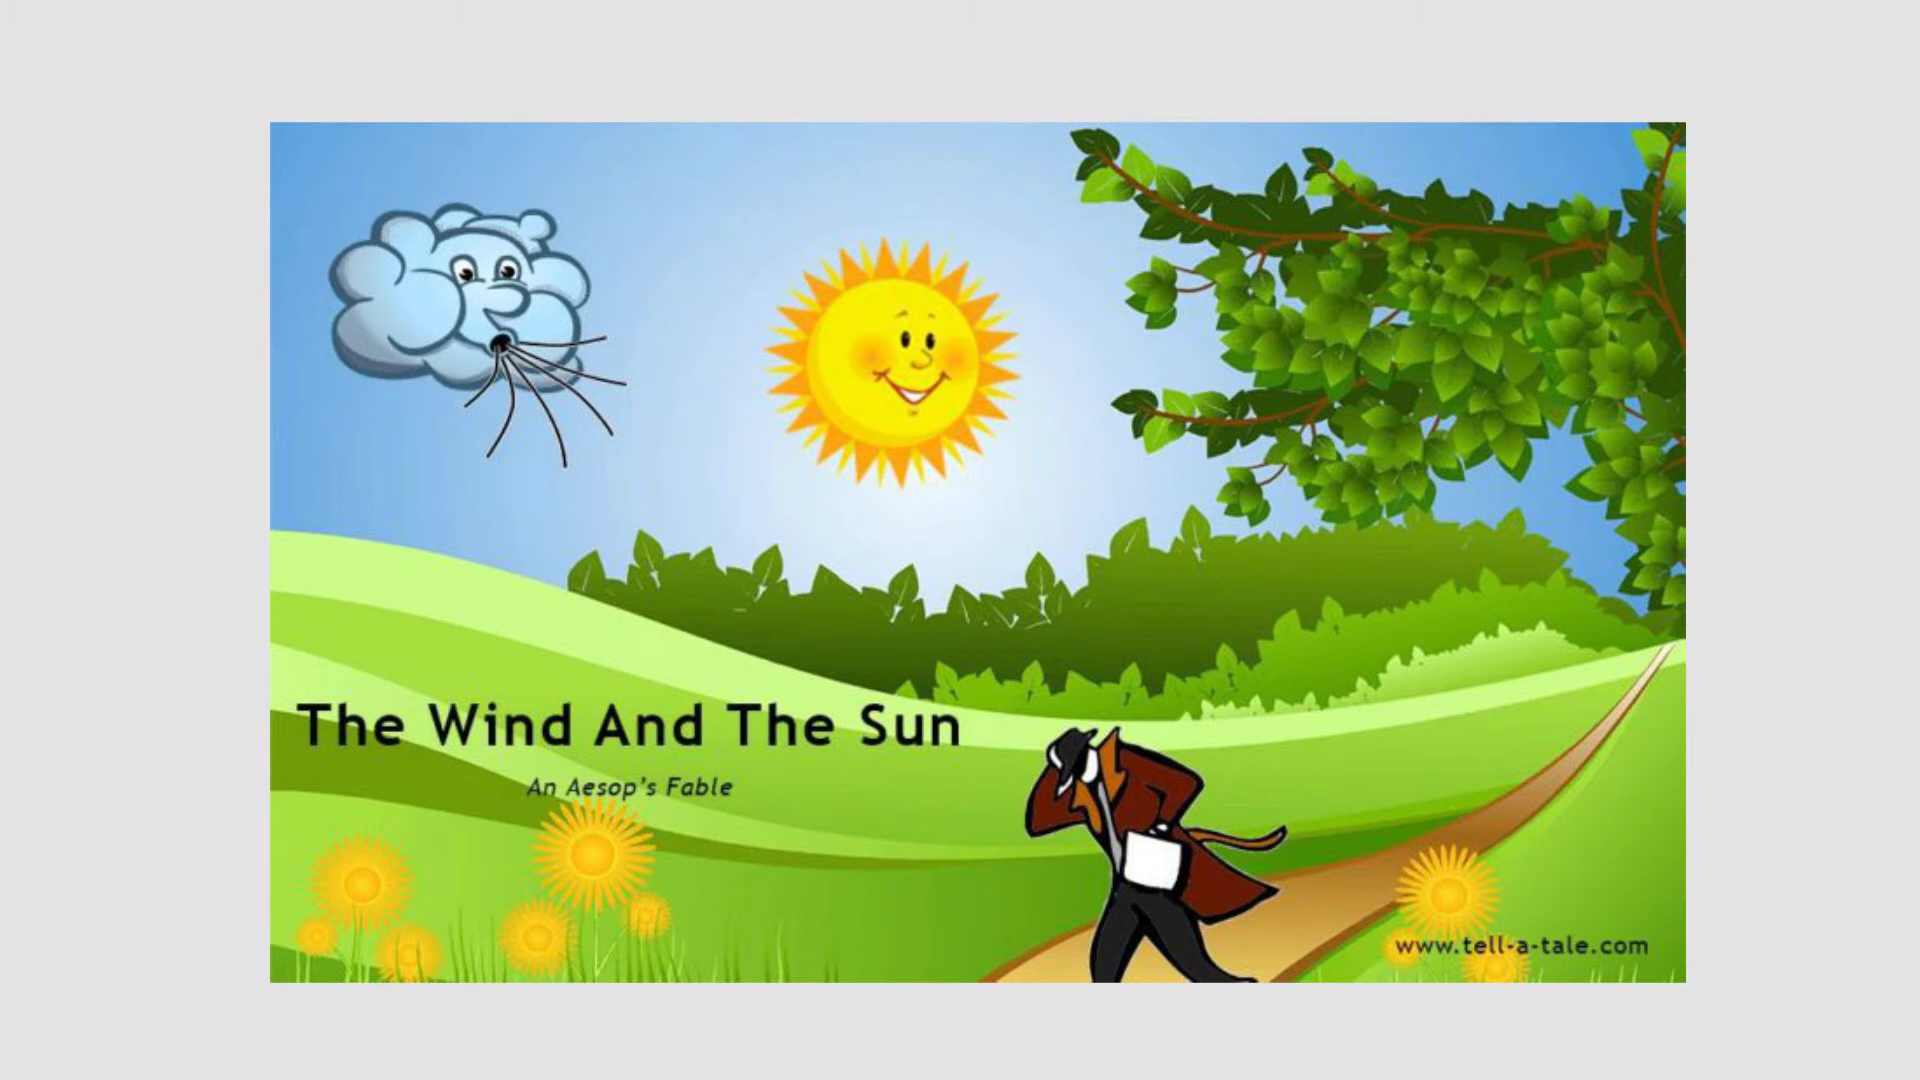 The Wind And The Sun
An Aesop's Fable
www.tell-a-tale.com